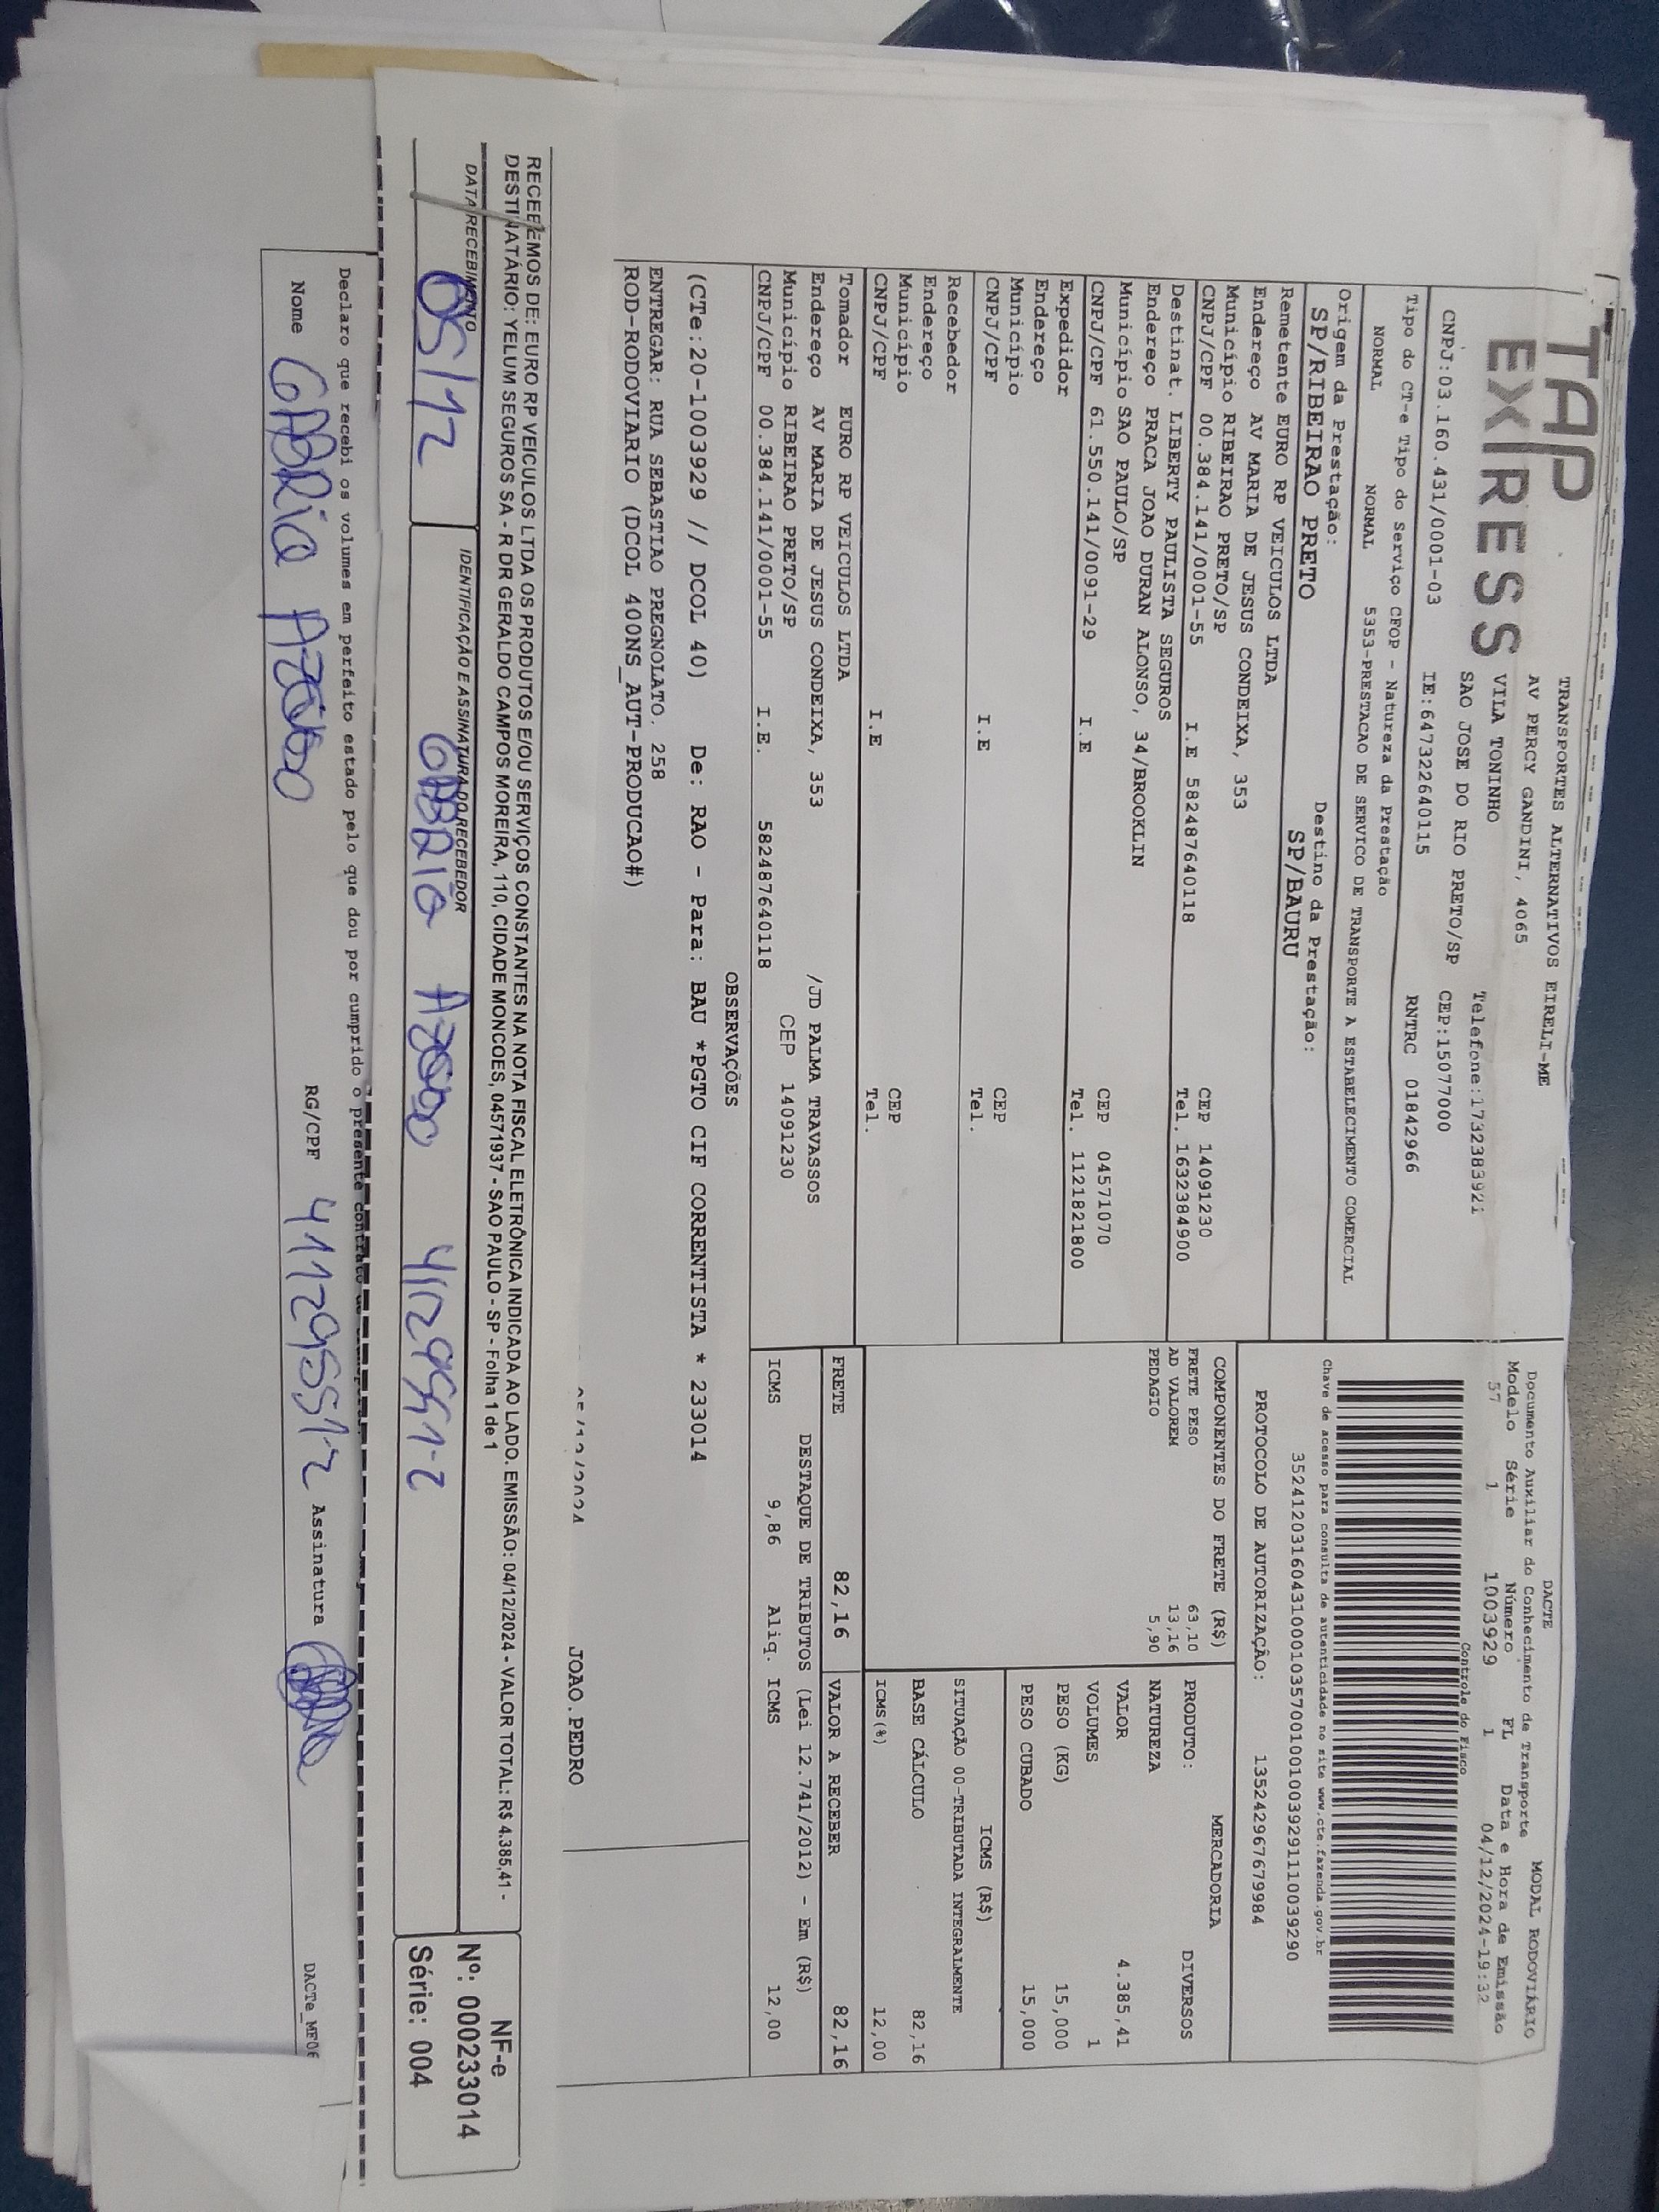 TAP
EXPRESS
TRANSPORTES ALTERNATIVOS EIRELI-ME
AV PERCY GANDINI, 4065
VILA TONINHO
SAO JOSE DO RIO PRETO/SP
Telefone:1732383921
CEP:15077000
CNPJ:03.160.431/0001-03 IE:647322640115 RNTRC 01842966
DACTE MODAL RODOVIÁRIO
Documento Auxiliar do Conhecimento de Transporte
Modelo Série Número FL Data e Hora de Emissão
57 1 1003929 1 04/12/2024-19:32
Controle do Fisco
Tipo do CT-e Tipo do Serviço CFOP - Natureza da Prestação
NORMAL NORMAL 5353-PRESTACAO DE SERVICO DE TRANSPORTE A ESTABELECIMENTO COMERCIAL
Chave de acesso para consulta de autenticidade no site www.cte.fazenda.gov.br
35241203160431000103570010010039291110039290
Origem da Prestação: Destino da Prestação:
SP/RIBEIRAO PRETO SP/BAURU
PROTOCOLO DE AUTORIZAÇÃO: 135242967679984
Remetente EURO RP VEICULOS LTDA
Endereço AV MARIA DE JESUS CONDEIXA, 353
Município RIBEIRAO PRETO/SP CEP 14091230
CNPJ/CPF 00.384.141/0001-55 I.E 582487640118 Tel. 1632384900
Destinat. LIBERTY PAULISTA SEGUROS
Endereço PRACA JOAO DURAN ALONSO, 34/BROOKLIN
Município SAO PAULO/SP CEP 04571070
CNPJ/CPF 61.550.141/0091-29 I.E Tel. 1121821800
Expedidor
Endereço
Município CEP
CNPJ/CPF I.E Tel.
Recebedor
Endereço
Município CEP
CNPJ/CPF I.E Tel.
Tomador EURO RP VEICULOS LTDA
Endereço AV MARIA DE JESUS CONDEIXA, 353 /JD PALMA TRAVASSOS
Município RIBEIRAO PRETO/SP CEP 14091230
CNPJ/CPF 00.384.141/0001-55 I.E. 582487640118
COMPONENTES DO FRETE (R$)
FRETE PESO 63,10
AD VALOREM 13,16
PEDAGIO 5,90
MERCADORIA
PRODUTO: DIVERSOS
NATUREZA
VALOR 4.385,41
VOLUMES 1
PESO (KG) 15,000
PESO CUBADO 15,000
ICMS (R$)
SITUAÇÃO 00-TRIBUTADA INTEGRALMENTE
BASE CÁLCULO 82,16
ICMS(%) 12,00
FRETE 82,16 VALOR A RECEBER 82,16
DESTAQUE DE TRIBUTOS (Lei 12.741/2012) - Em (R$)
ICMS 9,86 Aliq. ICMS 12,00
OBSERVAÇÕES
(CTe:20-1003929 // DCOL 40) De: RAO - Para: BAU *PGTO CIF CORRENTISTA * 233014
ENTREGAR: RUA SEBASTIAO PREGNOLATO, 258
ROD-RODOVIARIO (DCOL 400NS_AUT-PRODUCAO#)
05/12/2024 JOAO.PEDRO
RECEBEMOS DE: EURO RP VEICULOS LTDA OS PRODUTOS E/OU SERVIÇOS CONSTANTES NA NOTA FISCAL ELETRÔNICA INDICADA AO LADO. EMISSÃO: 04/12/2024 - VALOR TOTAL: R$ 4.385,41 -
DESTINATÁRIO: YELUM SEGUROS SA - R DR GERALDO CAMPOS MOREIRA, 110, CIDADE MONCOES, 04571937 - SAO PAULO - SP - Folha 1 de 1
DATA RECEBIMENTO IDENTIFICAÇÃO E ASSINATURA DO RECEBEDOR
05/12 41129551-2
NF-e
Nº: 000233014
Série: 004
Declaro que recebi os volumes em perfeito estado pelo que dou por cumprido o presente contrato de transporte
Nome RG/CPF 41129551-2 Assinatura
DACTe_MF06